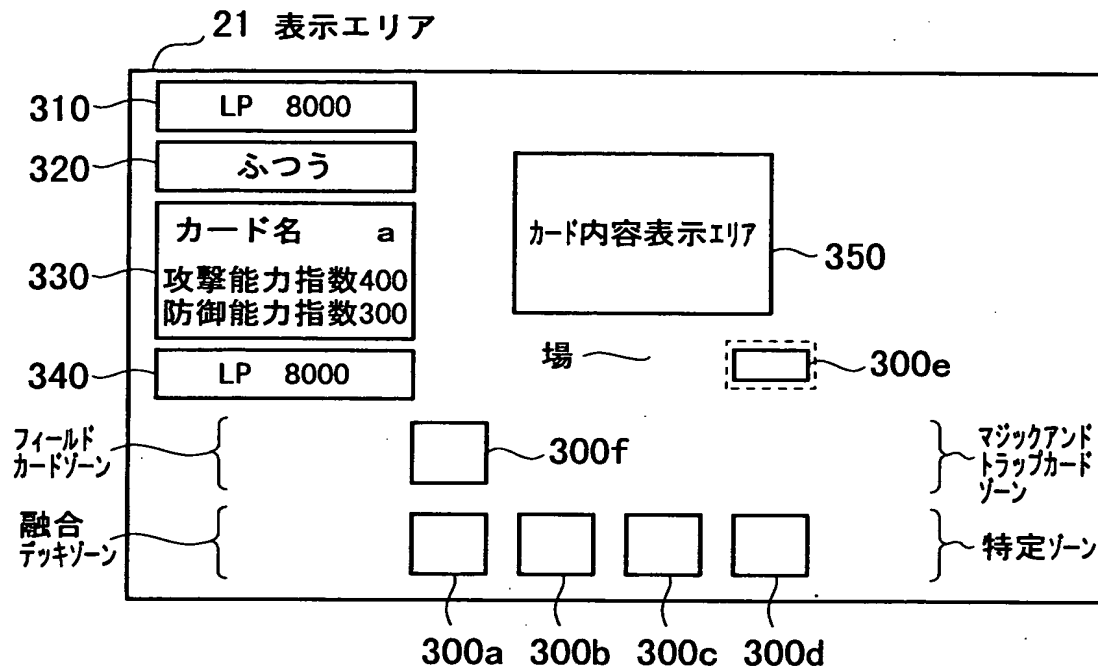 21 表示エリア
310
LP 8000
320
ふつう
330
カード名 a
攻撃能力指数400
防御能力指数300
カード内容表示エリア
350
340
LP 8000
場
300e
フィールド
カードゾーン
300f
マジックアンド
トラップカード
ゾーン
融合
デッキゾーン
特定ゾーン
300a 300b 300c 300d